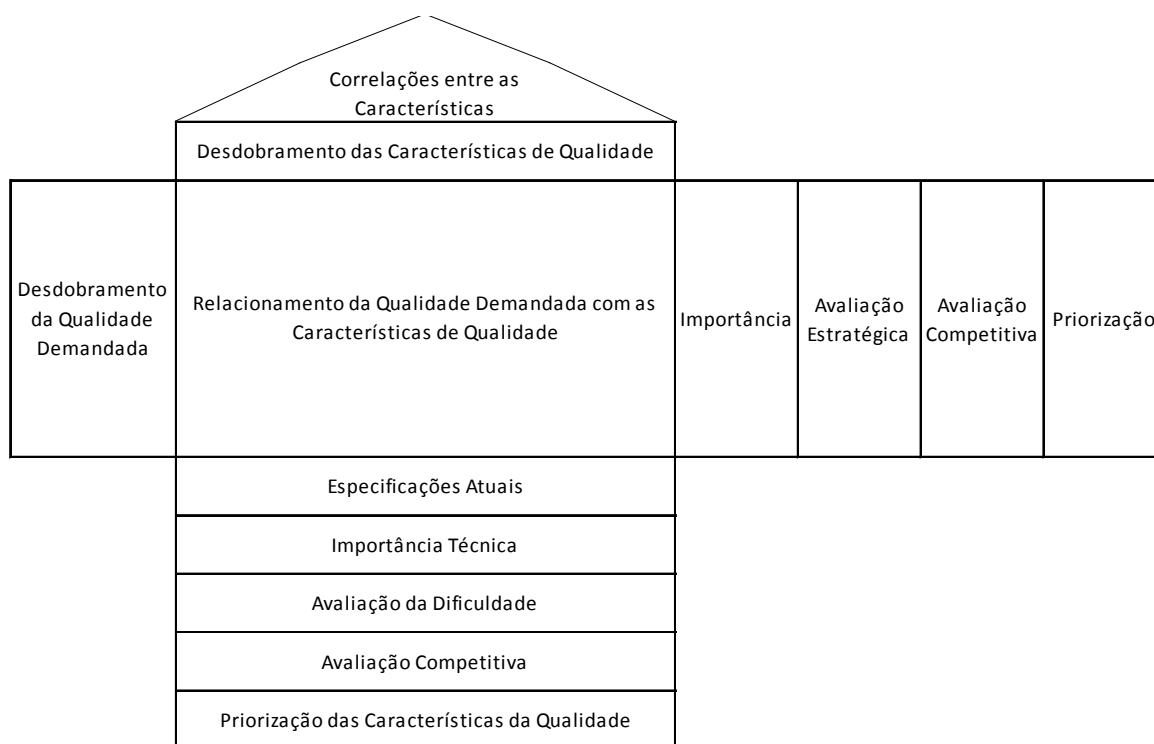 Correlações entre as
Características
Desdobramento das Características de Qualidade
Desdobramento
da Qualidade
Demandada
Relacionamento da Qualidade Demandada com as
Características de Qualidade
Importância
Avaliação
Estratégica
Avaliação
Competitiva
Priorização
Especificações Atuais
Importância Técnica
Avaliação da Dificuldade
Avaliação Competitiva
Priorização das Características da Qualidade